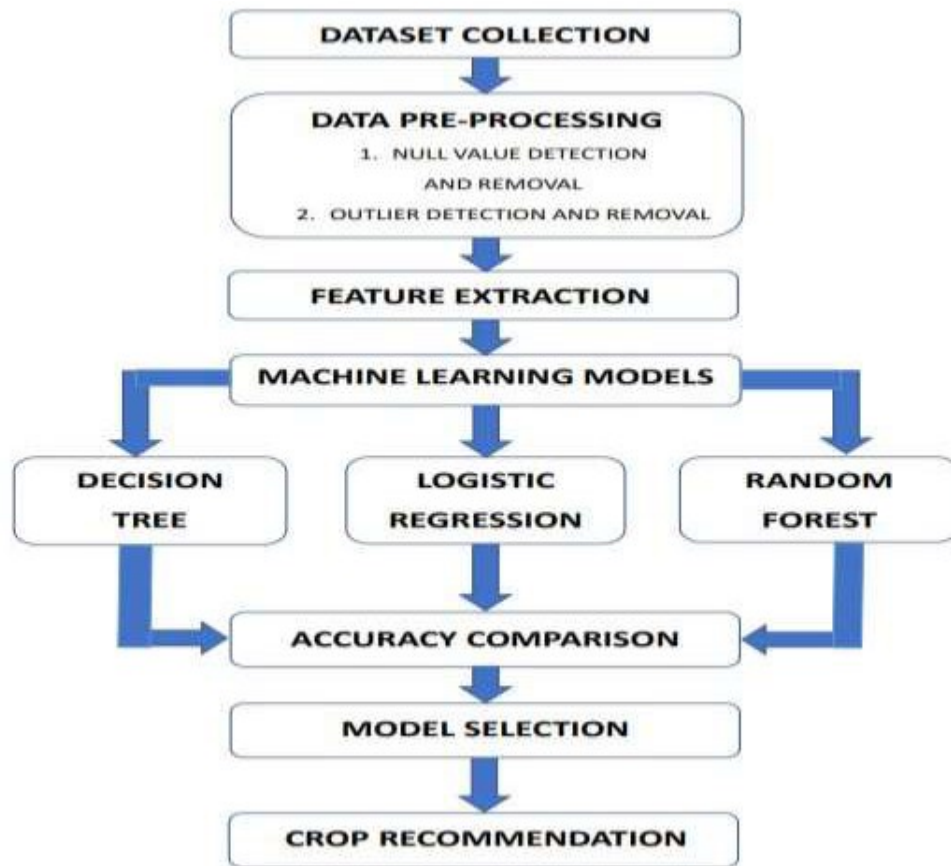 DATASET COLLECTION
DATA PRE-PROCESSING
1. NULL VALUE DETECTION
AND REMOVAL
2. OUTLIER DETECTION AND REMOVAL
FEATURE EXTRACTION
MACHINE LEARNING MODELS
DECISION
TREE
LOGISTIC
REGRESSION
RANDOM
FOREST
ACCURACY COMPARISON
MODEL SELECTION
CROP RECOMMENDATION